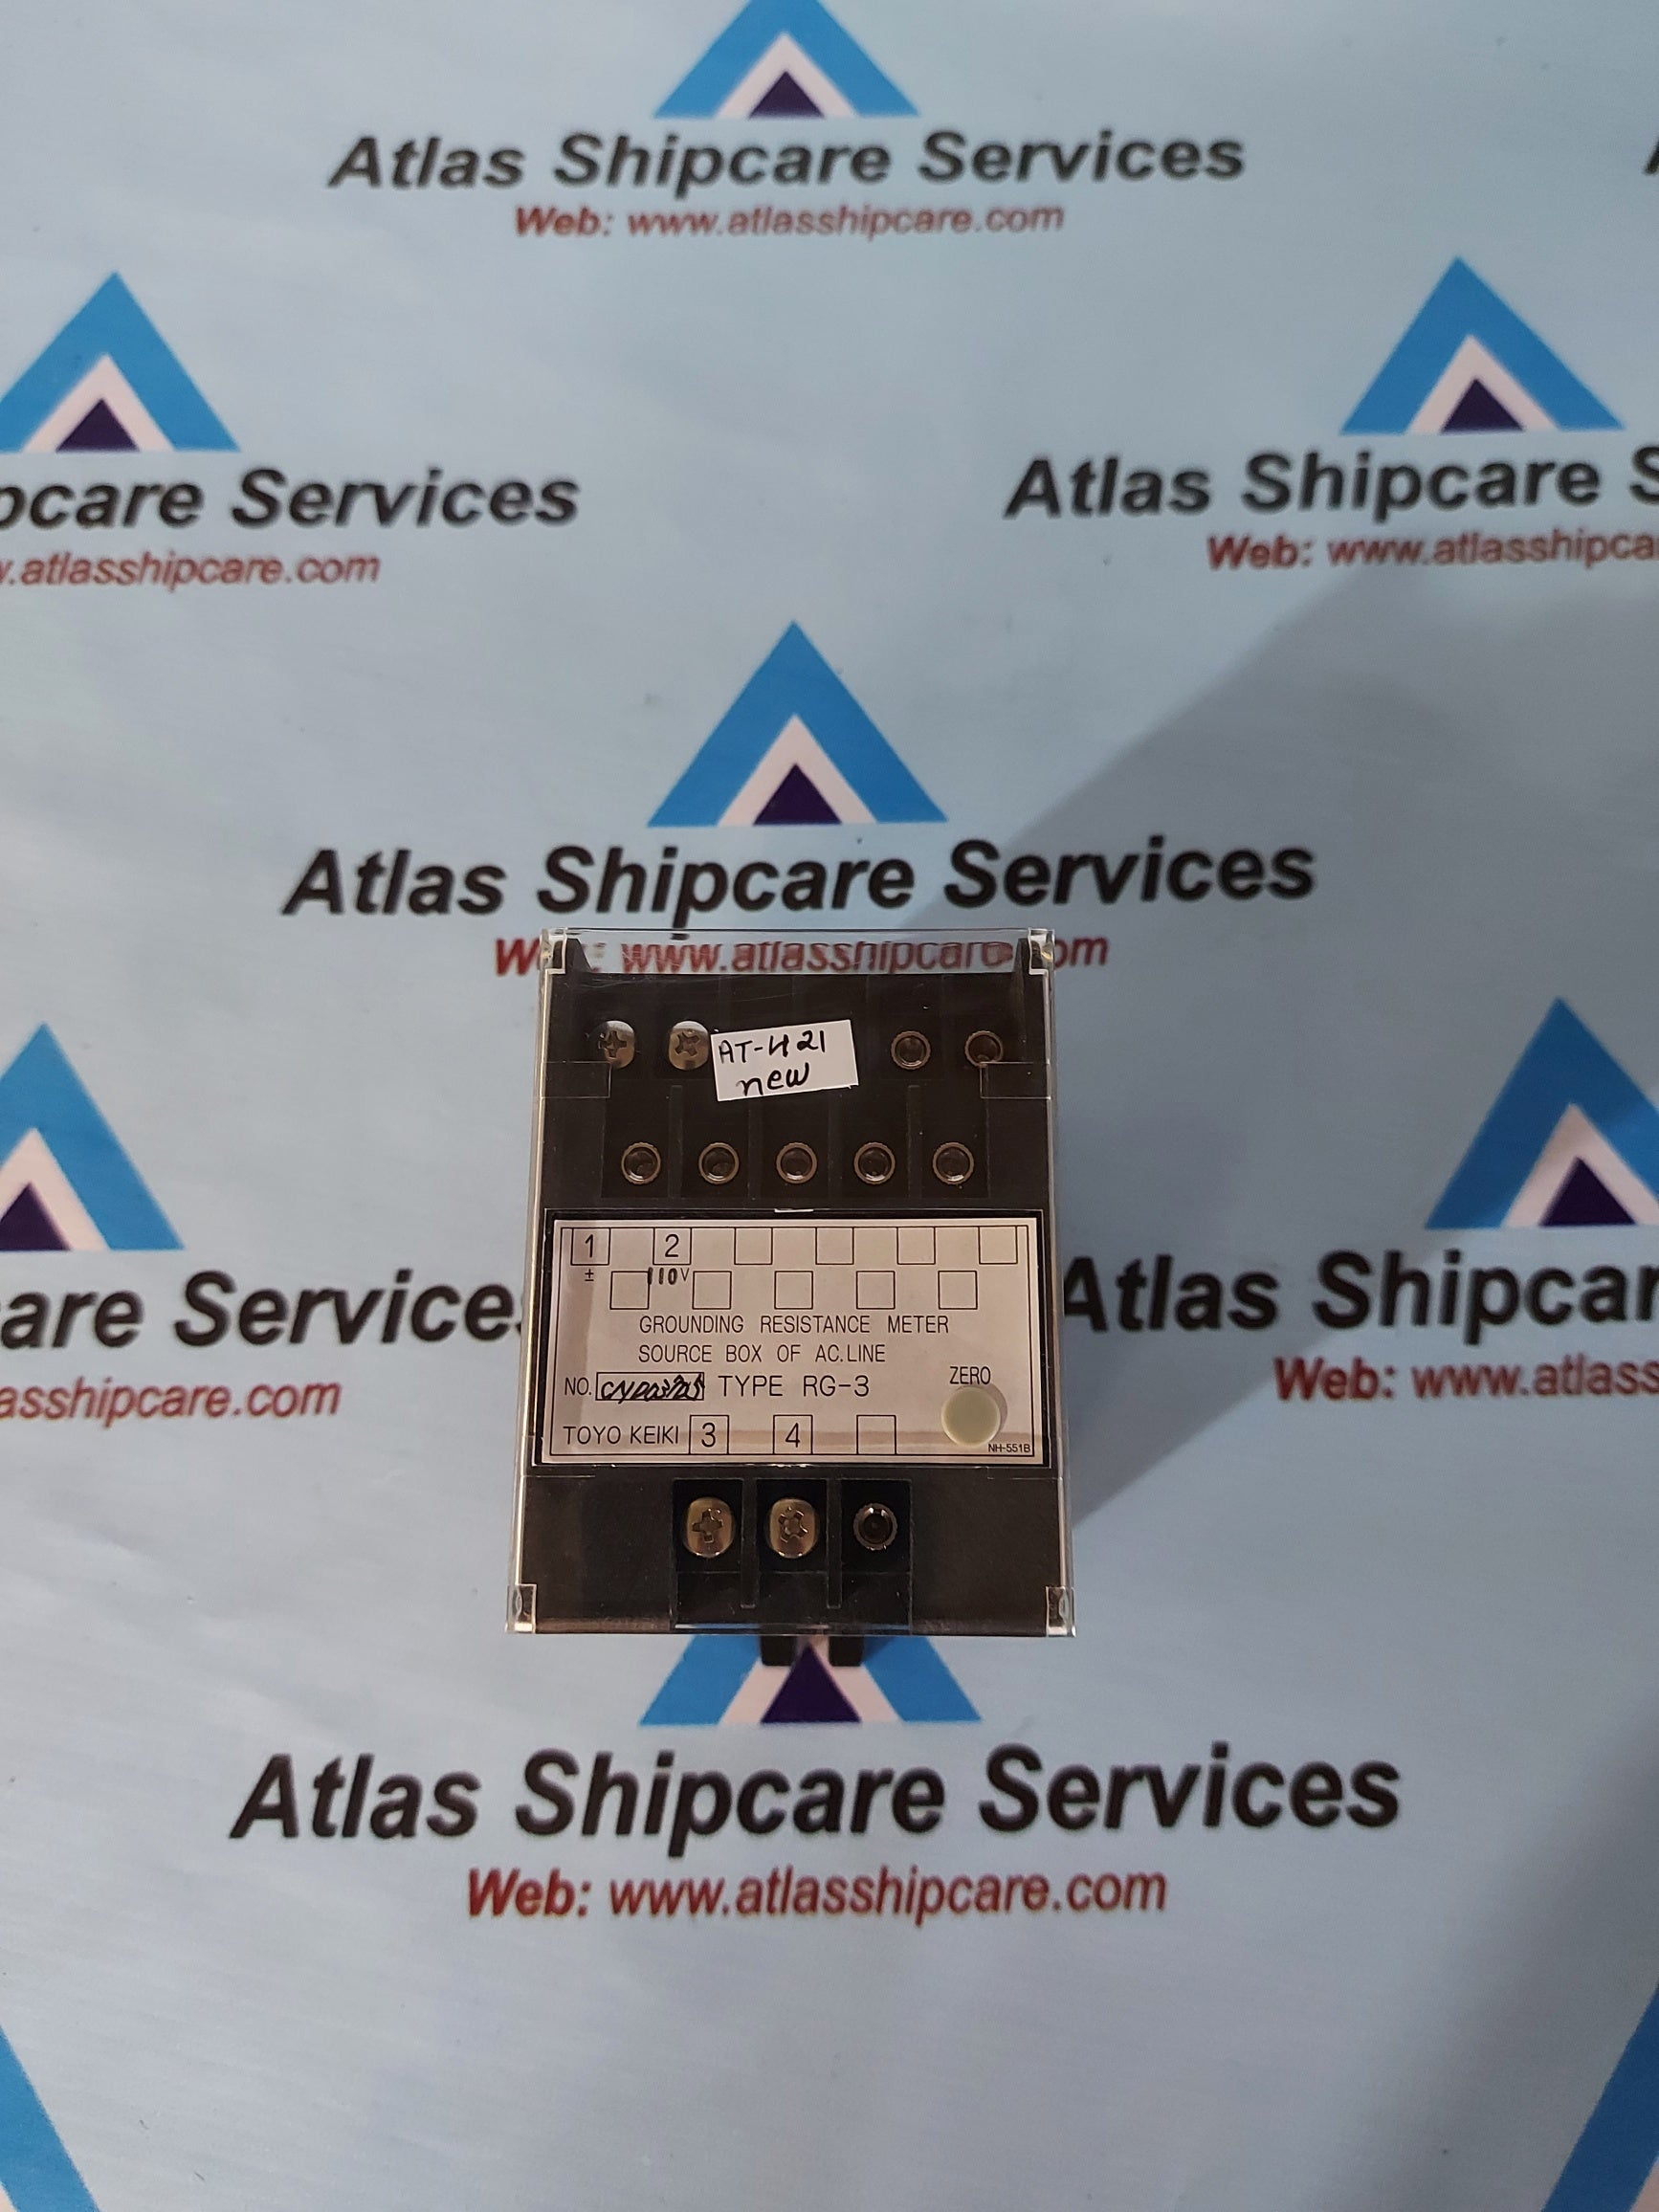 Atlas Shipcare Services
Web: www.atlasshipcare.com
pcare Services
.atlasshipcare.com
Atlas Shipcare S
Web: www.atlasshipca
Atlas Shipcare Services
www.atlasshipcare.com
AT-421
new
1 2
± 110V
GROUNDING RESISTANCE METER
SOURCE BOX OF AC.LINE
ZERO
NO. TYPE RG-3
TOYO KEIKI 3 4
NH-551B
are Services
asshipcare.com
Atlas Shipcar
Web: www.atlass
Atlas Shipcare Services
Web: www.atlasshipcare.com